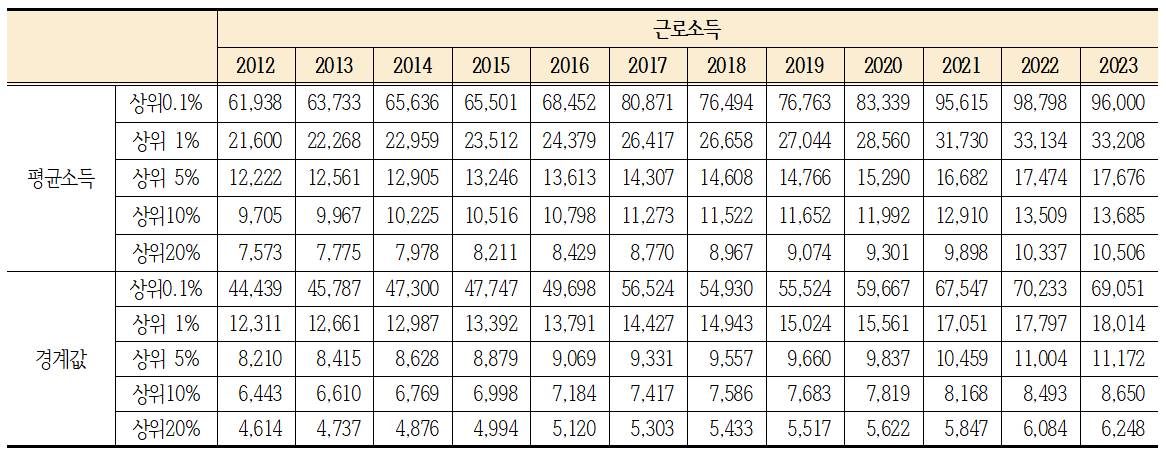 근로소득
2012 2013 2014 2015 2016 2017 2018 2019 2020 2021 2022 2023
평균소득
상위0.1% 61,938 63,733 65,636 65,501 68,452 80,871 76,494 76,763 83,339 95,615 98,798 96,000
상위 1% 21,600 22,268 22,959 23,512 24,379 26,417 26,658 27,044 28,560 31,730 33,134 33,208
상위 5% 12,222 12,561 12,905 13,246 13,613 14,307 14,608 14,766 15,290 16,682 17,474 17,676
상위10% 9,705 9,967 10,225 10,516 10,798 11,273 11,522 11,652 11,992 12,910 13,509 13,685
상위20% 7,573 7,775 7,978 8,211 8,429 8,770 8,967 9,074 9,301 9,898 10,337 10,506
경계값
상위0.1% 44,439 45,787 47,300 47,747 49,698 56,524 54,930 55,524 59,667 67,547 70,233 69,051
상위 1% 12,311 12,661 12,987 13,392 13,791 14,427 14,943 15,024 15,561 17,051 17,797 18,014
상위 5% 8,210 8,415 8,628 8,879 9,069 9,331 9,557 9,660 9,837 10,459 11,004 11,172
상위10% 6,443 6,610 6,769 6,998 7,184 7,417 7,586 7,683 7,819 8,168 8,493 8,650
상위20% 4,614 4,737 4,876 4,994 5,120 5,303 5,433 5,517 5,622 5,847 6,084 6,248